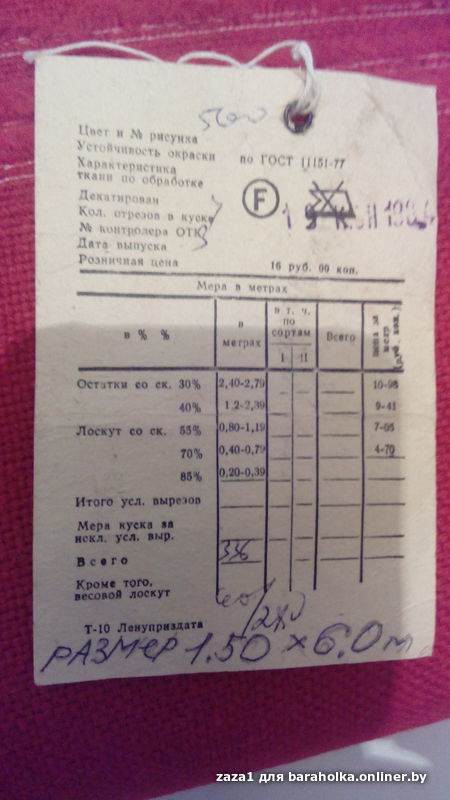 Цвет и № рисунка
Устойчивость окраски по ГОСТ 11151-77
Характеристика
ткани по обработке
F
Декатирован
Кол. отрезов в куске
№ контролера ОТК 3
Дата выпуска
Розничная цена 16 руб. 00 коп.
Мера в метрах
в % % в метрах в т. ч. по сортам I II Всего цена за метр (руб. коп.)
Остатки со ск. 30% 2,40-2,79 — — — 10-98
40% 1,2-2,39 — — — 9-41
Лоскут со ск. 55% 0,80-1,19 — — — 7-05
70% 0,40-0,79 — — — 4-70
85% 0,20-0,39 — — —
Итого усл. вырезов
Мера куска за
искл. усл. выр.
Всего 336
Кроме того,
весовой лоскут
Т-10 Ленуприздата
РАЗМЕР 1.50 × 6.0 м
zaza1 для baraholka.onliner.by